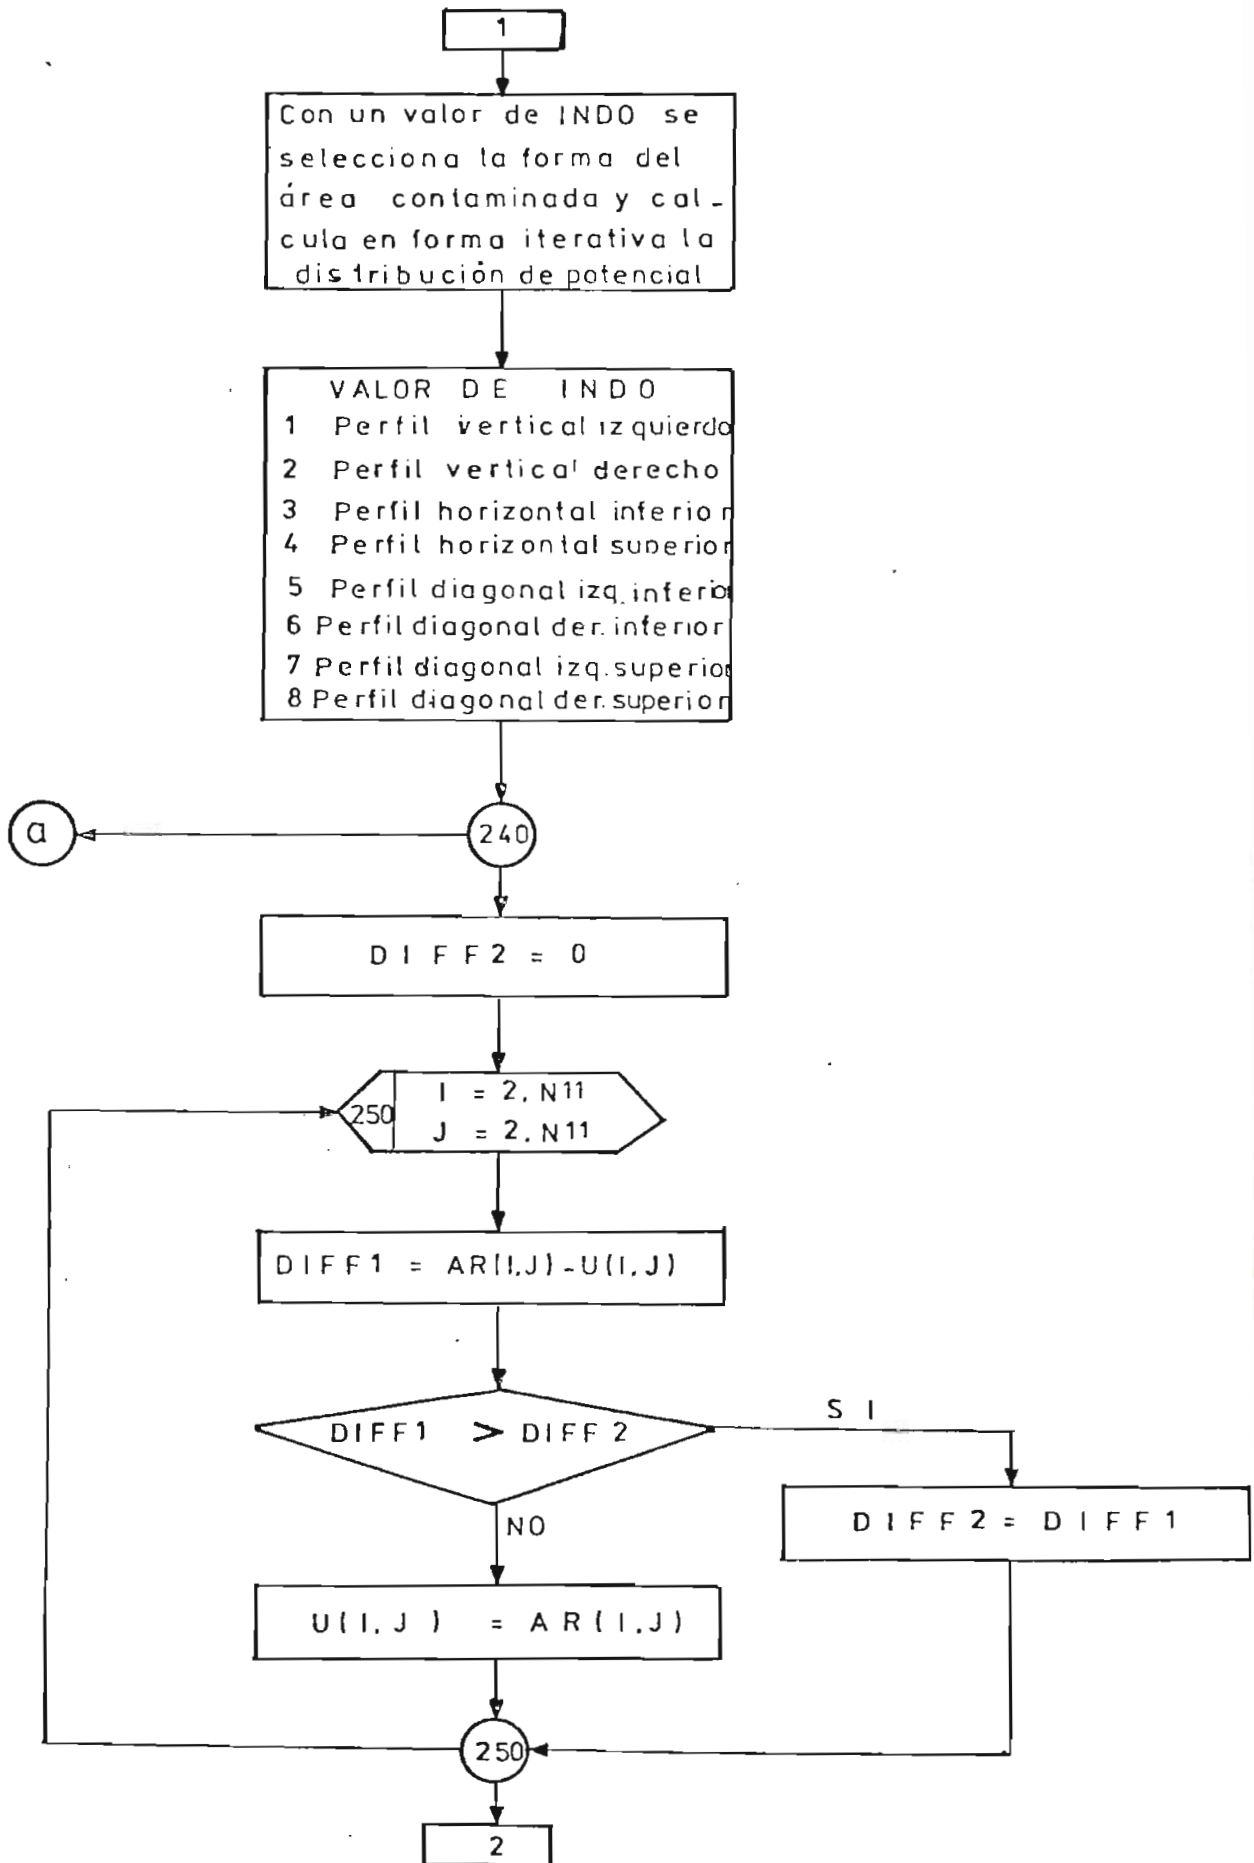 1
Con un valor de INDO se
selecciona la forma del
área contaminada y cal-
cula en forma iterativa la
distribución de potencial
VALOR DE INDO
1 Perfil vertical izquierdo
2 Perfil vertical derecho
3 Perfil horizontal inferior
4 Perfil horizontal superior
5 Perfil diagonal izq. inferior
6 Perfil diagonal der. inferior
7 Perfil diagonal izq. superior
8 Perfil diagonal der. superior
a
240
DIFF2 = 0
250
I = 2, N11
J = 2, N11
DIFF1 = AR(I,J)-U(I,J)
DIFF1 > DIFF2
SI
DIFF2 = DIFF1
NO
U(I,J) = AR(I,J)
250
2